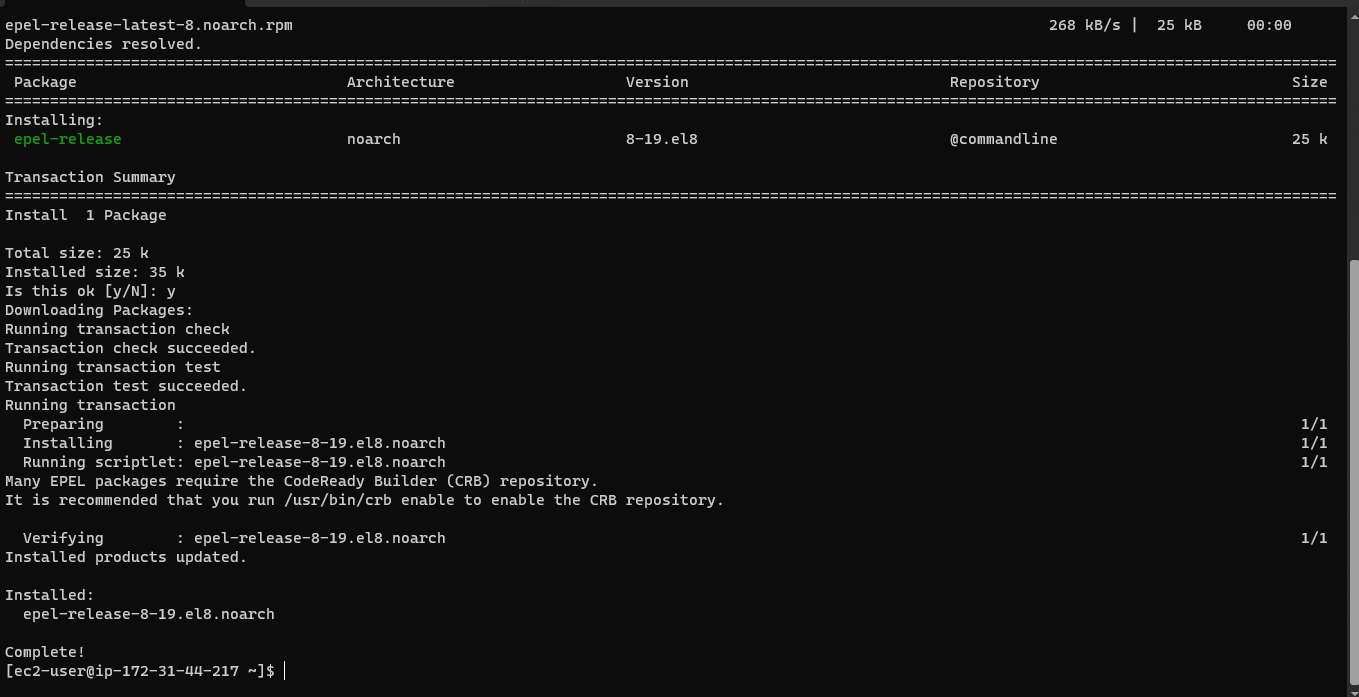 epel-release-latest-8.noarch.rpm 268 kB/s | 25 kB 00:00
Dependencies resolved.
====================================================================================================================================================
Package Architecture Version Repository Size
====================================================================================================================================================
Installing:
epel-release noarch 8-19.el8 @commandline 25 k
Transaction Summary
====================================================================================================================================================
Install 1 Package
Total size: 25 k
Installed size: 35 k
Is this ok [y/N]: y
Downloading Packages:
Running transaction check
Transaction check succeeded.
Running transaction test
Transaction test succeeded.
Running transaction
Preparing : 1/1
Installing : epel-release-8-19.el8.noarch 1/1
Running scriptlet: epel-release-8-19.el8.noarch 1/1
Many EPEL packages require the CodeReady Builder (CRB) repository.
It is recommended that you run /usr/bin/crb enable to enable the CRB repository.
Verifying : epel-release-8-19.el8.noarch 1/1
Installed products updated.
Installed:
epel-release-8-19.el8.noarch
Complete!
[ec2-user@ip-172-31-44-217 ~]$